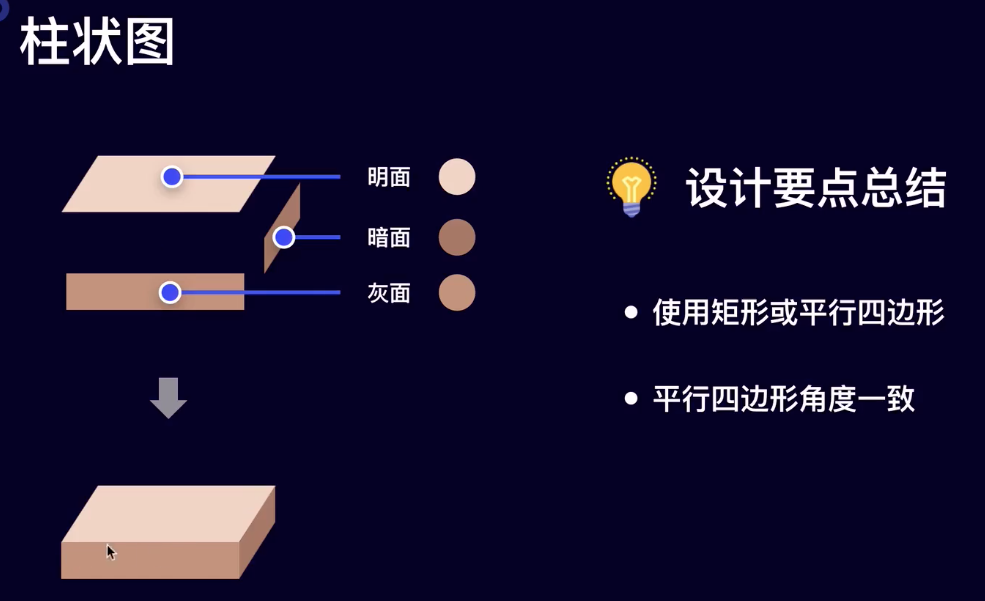 柱状图
明面
暗面
灰面
设计要点总结
使用矩形或平行四边形
平行四边形角度一致